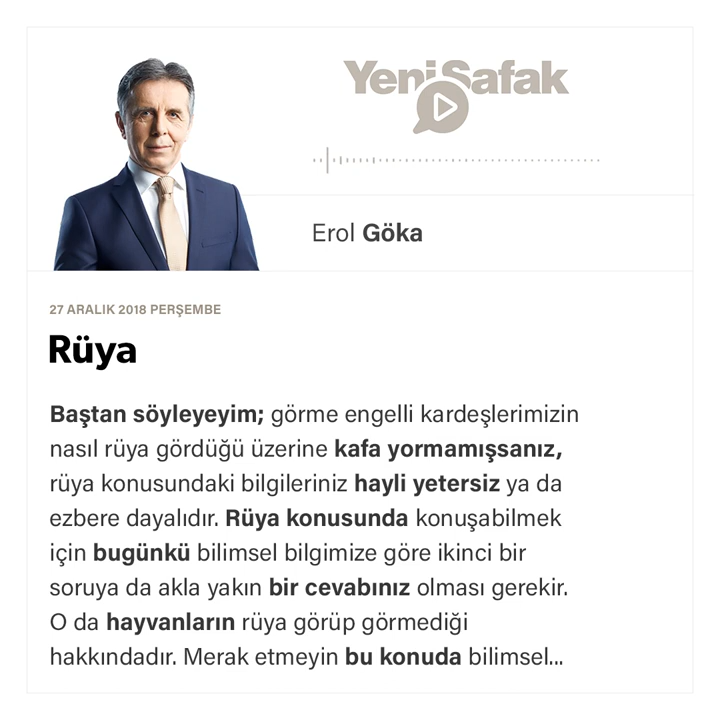 YeniSafak
Erol Göka
27 ARALIK 2018 PERŞEMBE
Rüya
Baştan söyleyeyim; görme engelli kardeşlerimizin
nasıl rüya gördüğü üzerine kafa yormamışsanız,
rüya konusundaki bilgileriniz hayli yetersiz ya da
ezbere dayalıdır. Rüya konusunda konuşabilmek
için bugünkü bilimsel bilgimize göre ikinci bir
soruya da akla yakın bir cevabınız olması gerekir.
O da hayvanların rüya görüp görmediği
hakkındadır. Merak etmeyin bu konuda bilimsel...